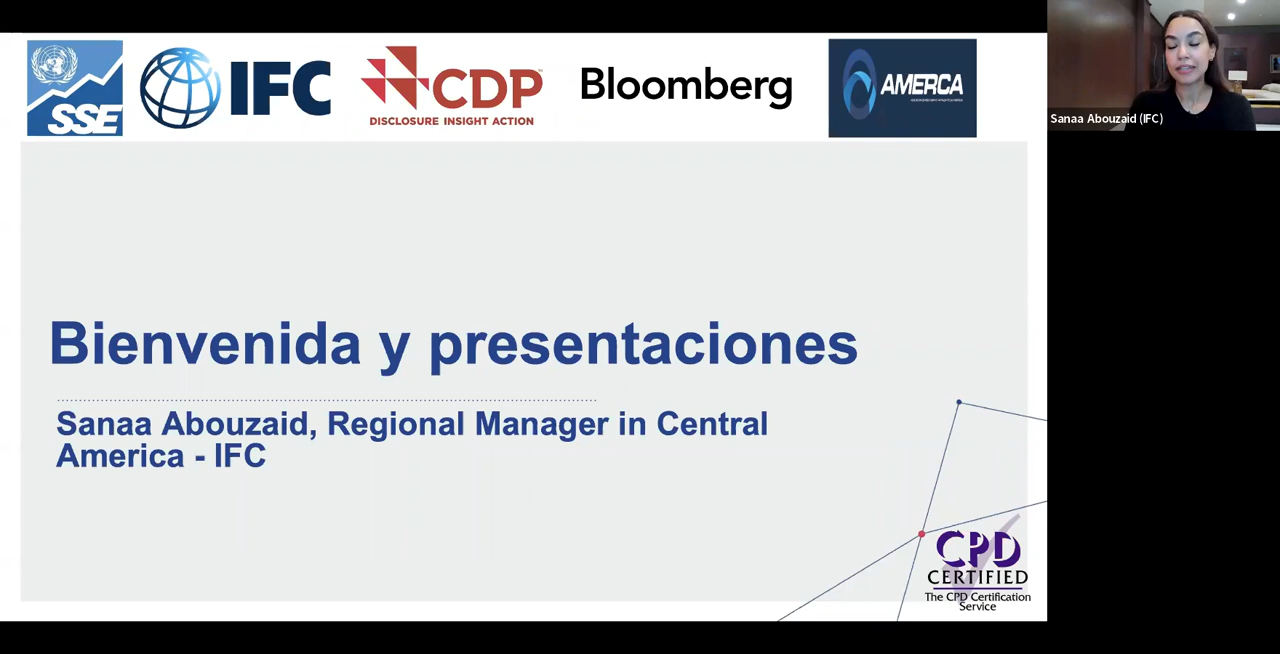 SSE
IFC
CDP
DISCLOSURE INSIGHT ACTION
Bloomberg
AMERCA
Sanaa Abouzaid (IFC)
Bienvenida y presentaciones
Sanaa Abouzaid, Regional Manager in Central
America - IFC
CPD
CERTIFIED
The CPD Certification
Service